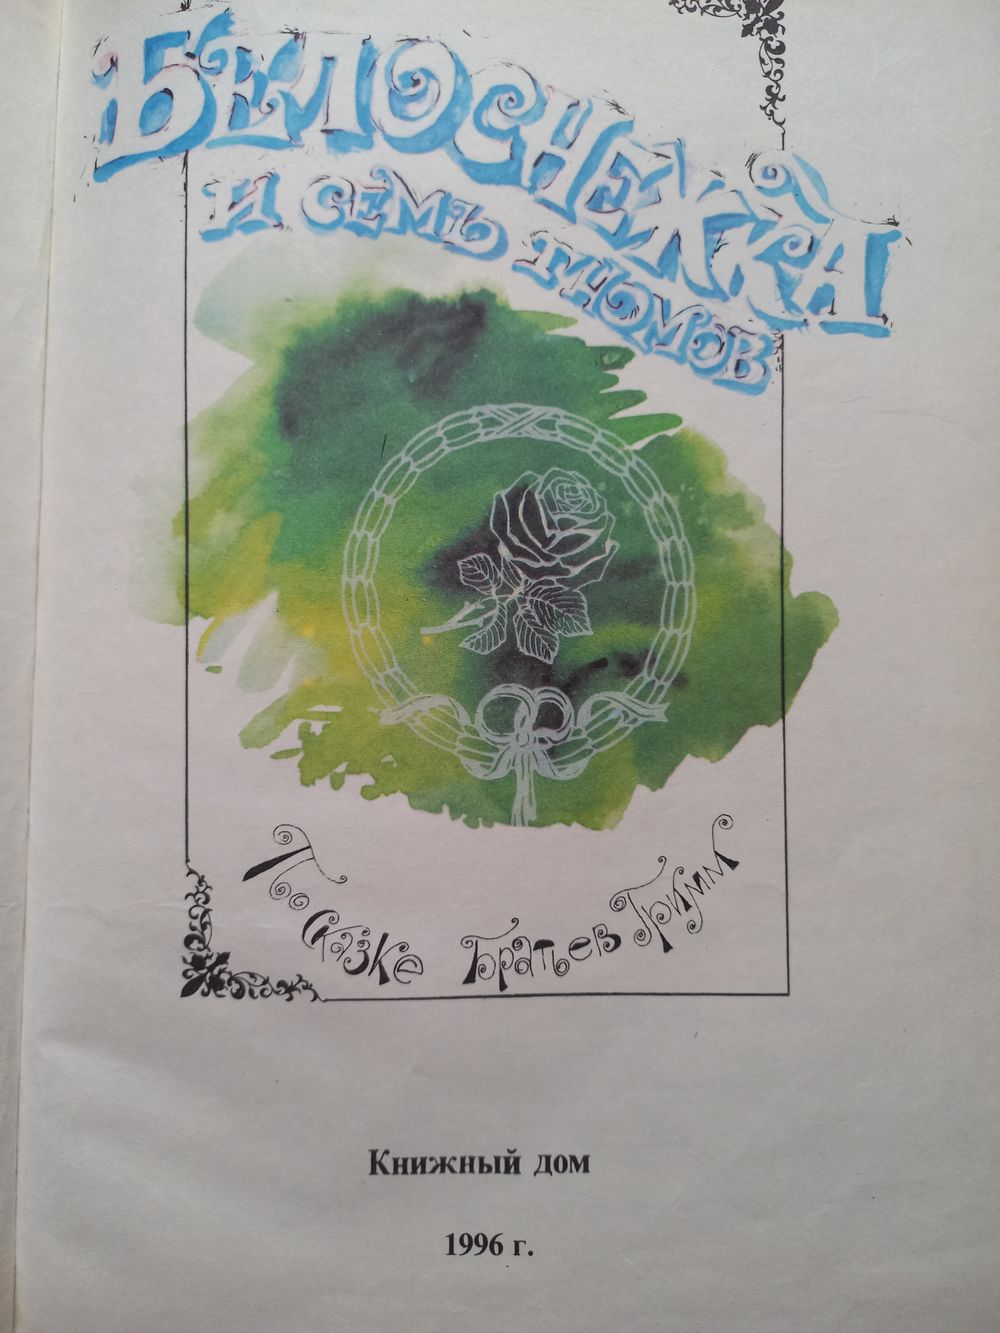 БЕЛОСНЕЖКА
И СЕМЬ ГНОМОВ
По сказке Братьев Гримм
Книжный дом
1996 г.